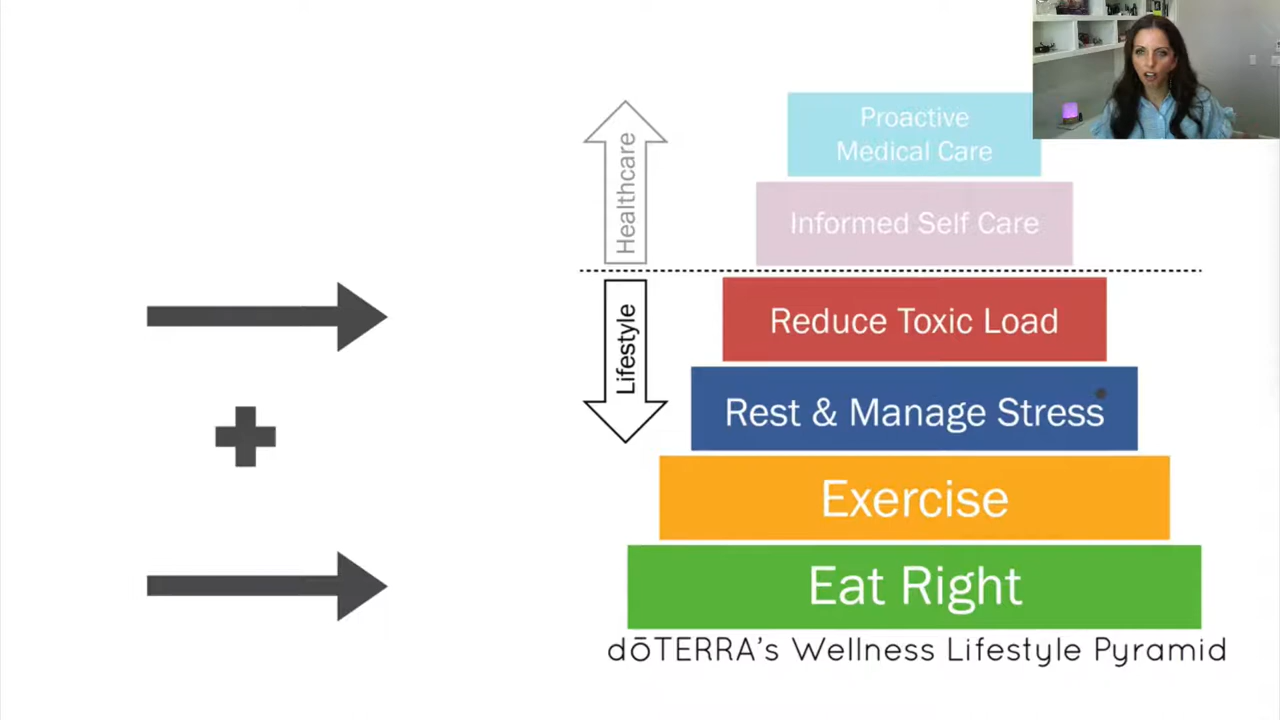 Proactive
Medical Care
Informed Self Care
Healthcare
Lifestyle
Reduce Toxic Load
Rest & Manage Stress
Exercise
Eat Right
dōTERRA's Wellness Lifestyle Pyramid